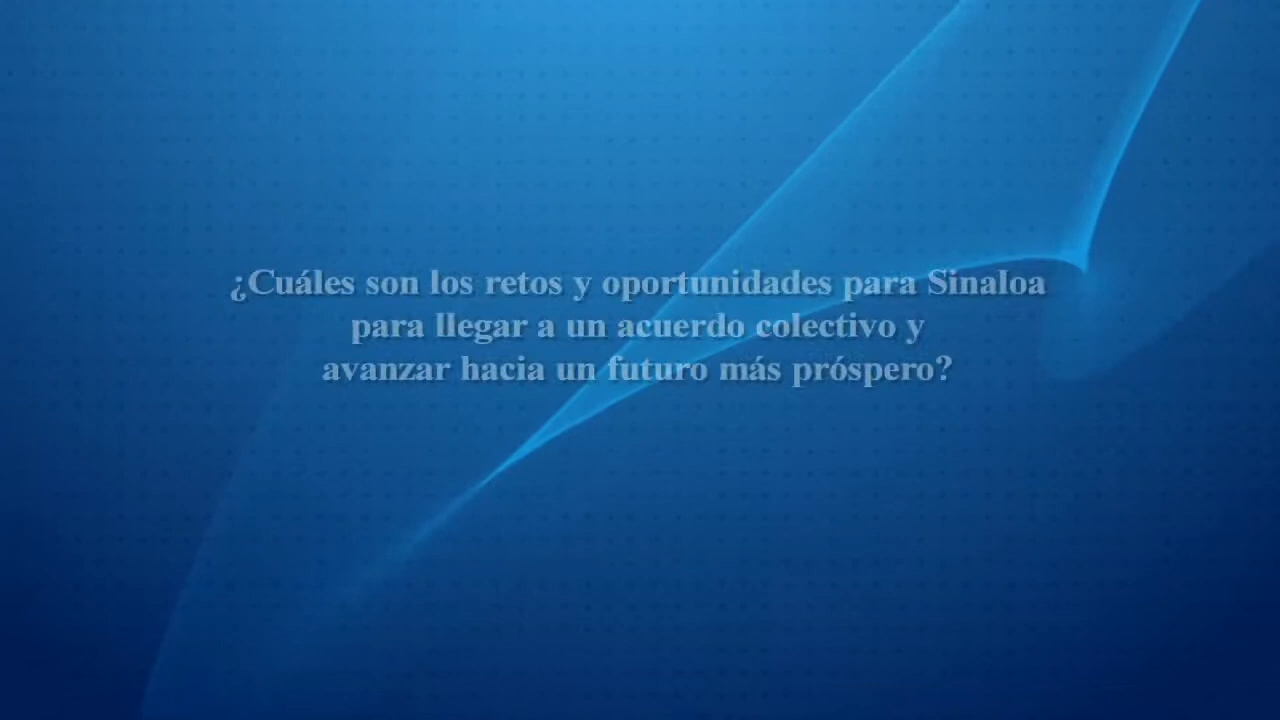 ¿Cuáles son los retos y oportunidades para Sinaloa
para llegar a un acuerdo colectivo y
avanzar hacia un futuro más próspero?